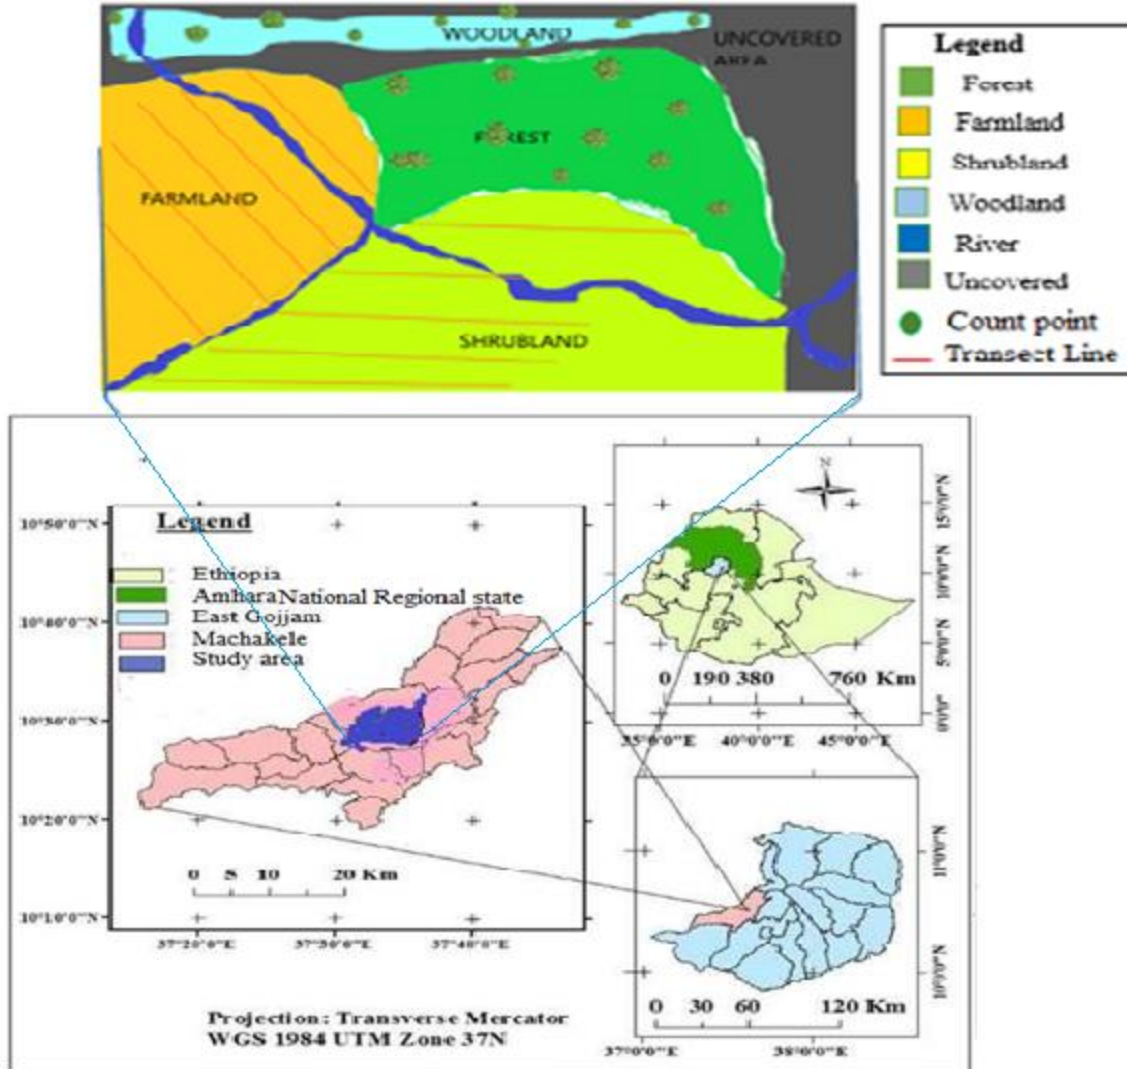 WOODLAND
UNCOVERED
AREA
FOREST
FARMLAND
SHRUBLAND
Legend
Forest
Farmland
Shrubland
Woodland
River
Uncovered
Count point
Transect Line
Legend
Ethiopia
Amhara National Regional state
East Gojjam
Machakele
Study area
10°50'0"N
10°40'0"N
10°30'0"N
10°20'0"N
10°10'0"N
37°20'0"E 37°30'0"E 37°40'0"E
0 5 10 20 Km
N
15°0'0"N
10°0'0"N
5°0'0"N
0°0'0"
0 190 380 760 Km
35°0'0"E 40°0'0"E 45°0'0"E
11°0'0"N
10°0'0"N
0 30 60 120 Km
37°0'0"E 38°0'0"E
Projection: Transverse Mercator
WGS 1984 UTM Zone 37N